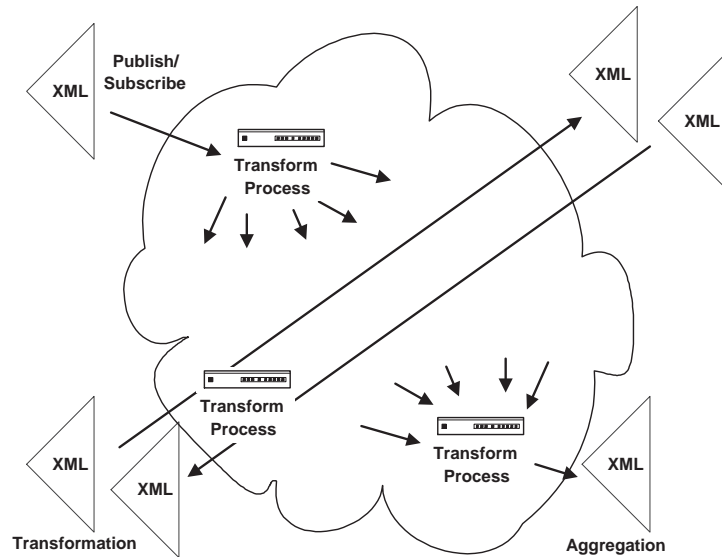 XML
Publish/
Subscribe
Transform
Process
XML
XML
Transform
Process
XML
XML
Transformation
Transform
Process
XML
Aggregation